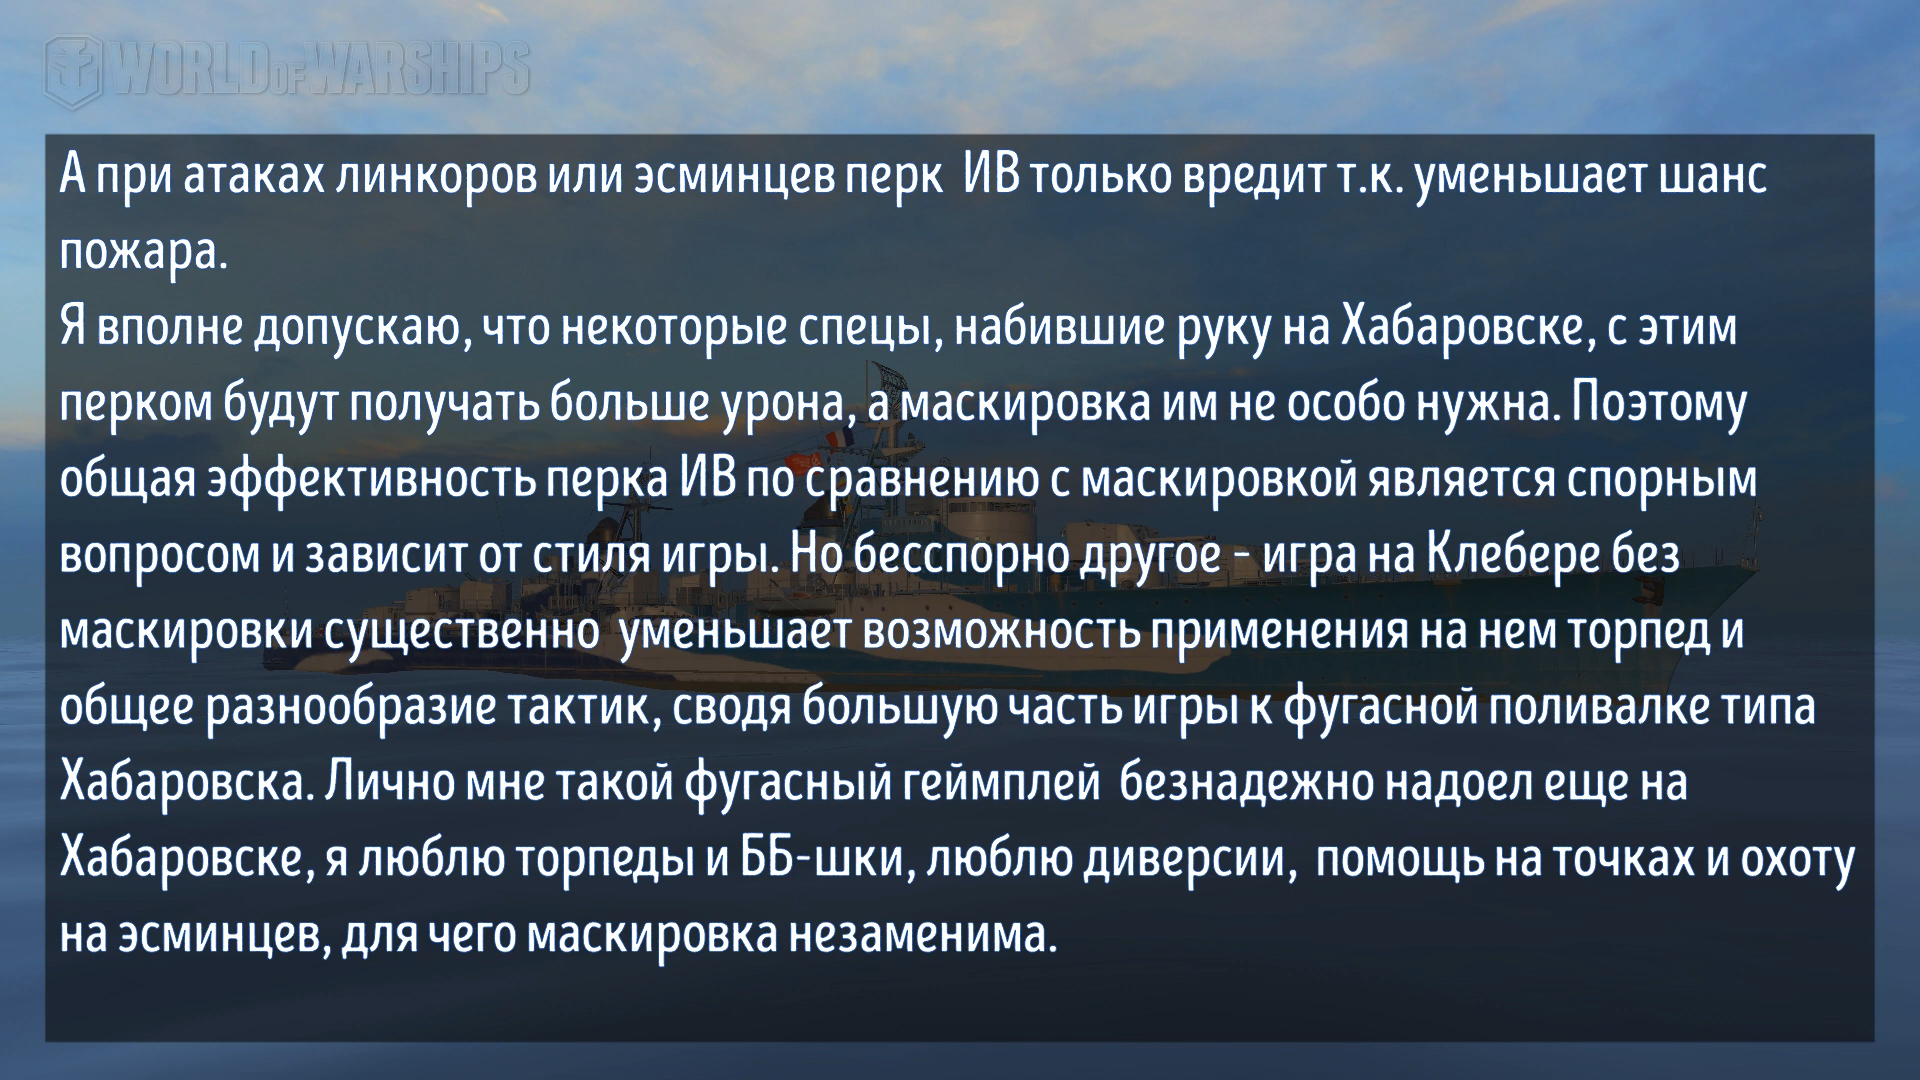 WORLD OF WARSHIPS
А при атаках линкоров или эсминцев перк  ИВ только вредит т.к. уменьшает шанс
пожара.
Я вполне допускаю, что некоторые спецы, набившие руку на Хабаровске, с этим
перком будут получать больше урона, а маскировка им не особо нужна. Поэтому
общая эффективность перка ИВ по сравнению с маскировкой является спорным
вопросом и зависит от стиля игры. Но бесспорно другое - игра на Клебере без
маскировки существенно  уменьшает возможность применения на нем торпед и
общее разнообразие тактик, сводя большую часть игры к фугасной поливалке типа
Хабаровска. Лично мне такой фугасный геймплей  безнадежно надоел еще на
Хабаровске, я люблю торпеды и ББ-шки, люблю диверсии,  помощь на точках и охоту
на эсминцев, для чего маскировка незаменима.